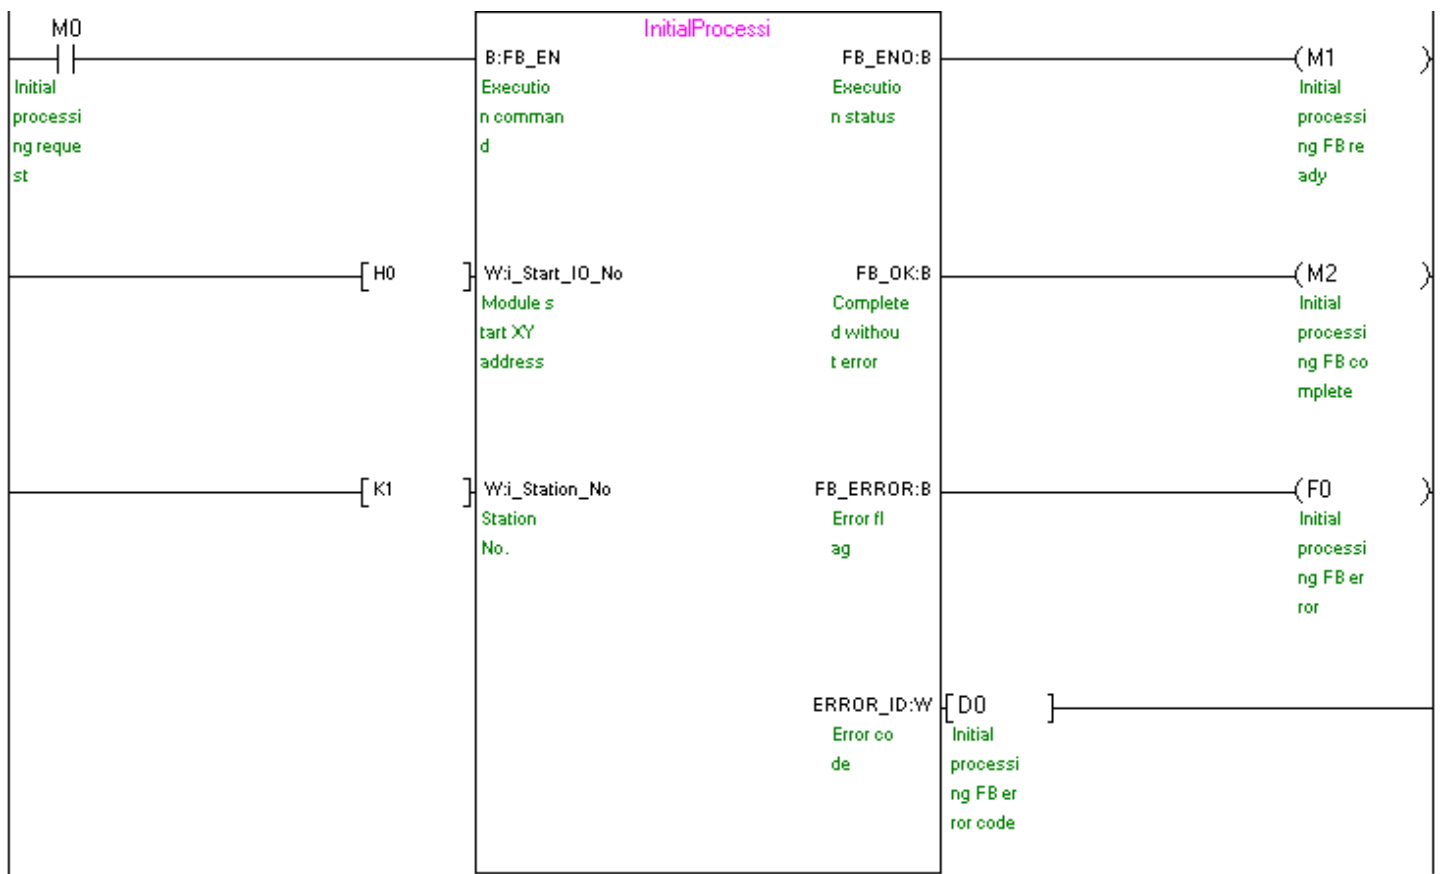 M0
InitialProcessi
B:FB_EN
FB_ENO:B
(M1 )
Initial
processi
ng reque
st
Executio
n comman
d
Executio
n status
Initial
processi
ng FB re
ady
[ H0 ]
W:i_Start_IO_No
FB_OK:B
(M2 )
Module s
tart XY
address
Complete
d withou
t error
Initial
processi
ng FB co
mplete
[ K1 ]
W:i_Station_No
FB_ERROR:B
(F0 )
Station
No.
Error fl
ag
Initial
processi
ng FB er
ror
ERROR_ID:W
[D0 ]
Error co
de
Initial
processi
ng FB er
ror code